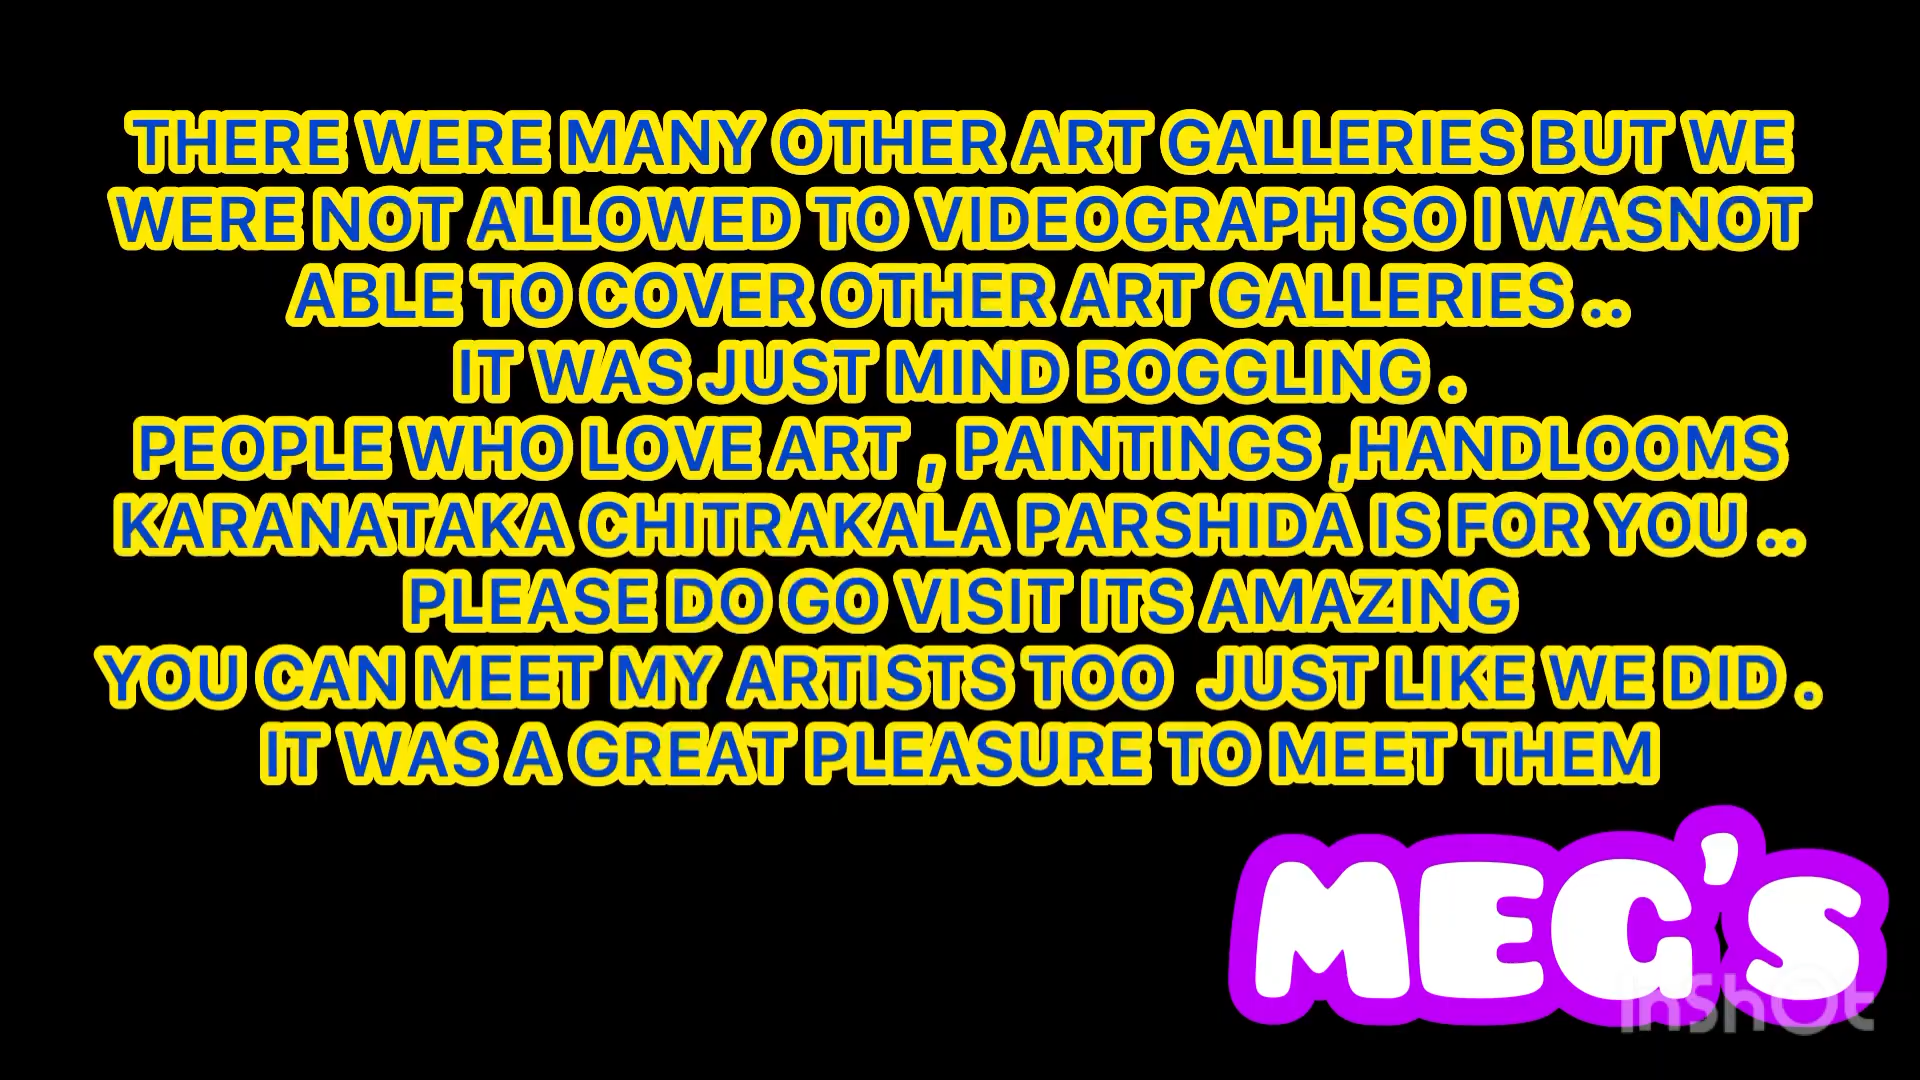 THERE WERE MANY OTHER ART GALLERIES BUT WE
WERE NOT ALLOWED TO VIDEOGRAPH SO I WASNOT
ABLE TO COVER OTHER ART GALLERIES ..
IT WAS JUST MIND BOGGLING .
PEOPLE WHO LOVE ART , PAINTINGS ,HANDLOOMS
KARANATAKA CHITRAKALA PARSHIDA IS FOR YOU ..
PLEASE DO GO VISIT ITS AMAZING
YOU CAN MEET MY ARTISTS TOO  JUST LIKE WE DID .
IT WAS A GREAT PLEASURE TO MEET THEM
MEG'S
InShOt